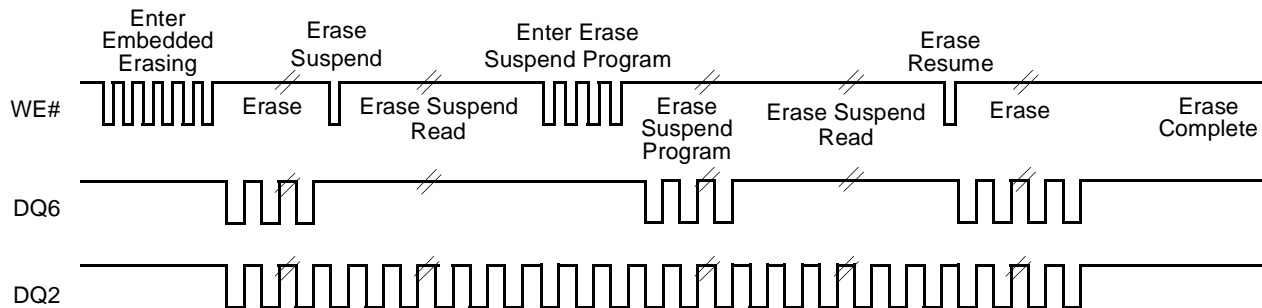 Enter
Embedded
Erasing
Erase
Suspend
Enter Erase
Suspend Program
Erase
Resume
WE#
Erase
Erase Suspend
Read
Erase
Suspend
Program
Erase Suspend
Read
Erase
Erase
Complete
DQ6
DQ2